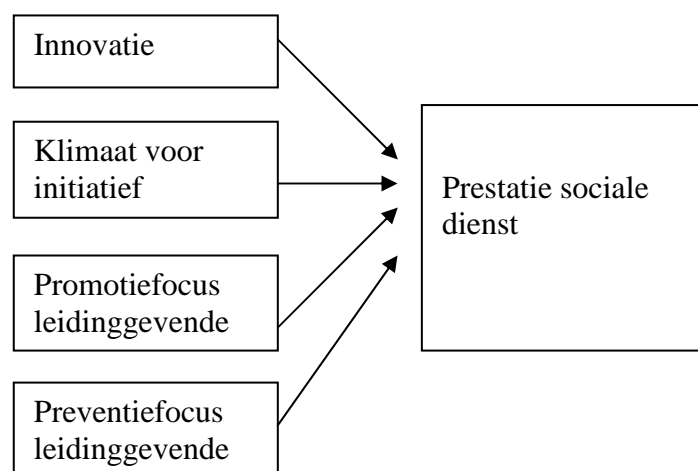 Innovatie
Klimaat voor
initiatief
Promotiefocus
leidinggevende
Preventiefocus
leidinggevende
Prestatie sociale
dienst